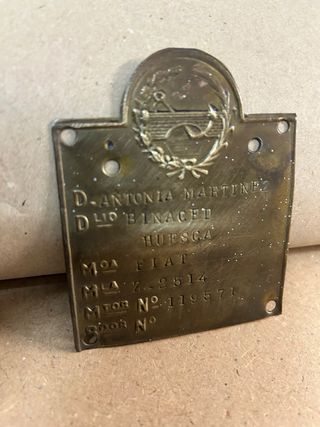 D-ANTONIA MARTINEZ
DLIO BINACED
HUESCA
MCA FIAT
MLA Z-2514
MTOR No 119571
BDOR No